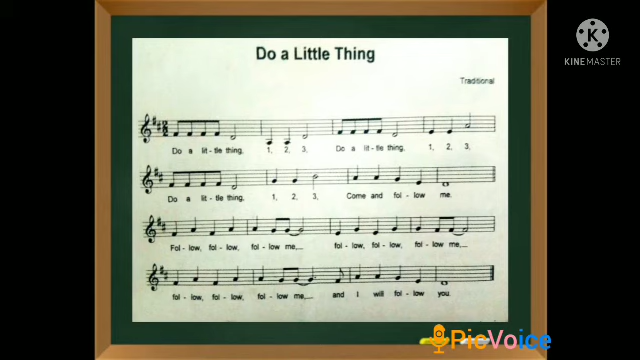 Do a Little Thing
Traditional
Do a lit - tle thing, 1, 2, 3, Do a lit - tle thing, 1, 2, 3,
Do a lit - tle thing, 1, 2, 3, Come and fol - low me.
Fol - low, fol - low, fol - low me,... fol - low, fol - low, fol - low me,...
fol - low, fol - low, fol - low me,... and I will fol - low you.
K
KINEMASTER
PicVoice